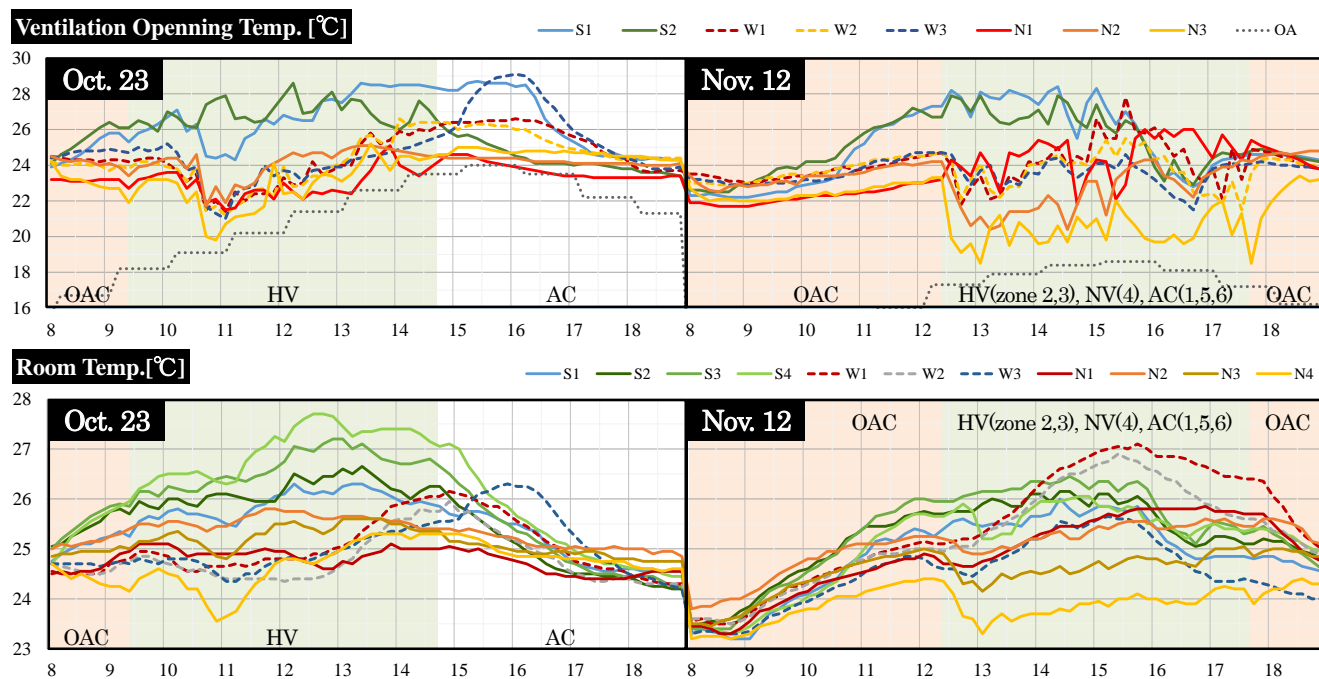 Ventilation Openning Temp. [℃]
S1 S2 W1 W2 W3 N1 N2 N3 OA
30
28
26
24
22
20
18
16
Oct. 23
OAC HV AC
8 9 10 11 12 13 14 15 16 17 18
Nov. 12
OAC HV(zone 2,3), NV(4), AC(1,5,6) OAC
8 9 10 11 12 13 14 15 16 17 18
Room Temp.[℃]
S1 S2 S3 S4 W1 W2 W3 N1 N2 N3 N4
28
27
26
25
24
23
Oct. 23
OAC HV AC
8 9 10 11 12 13 14 15 16 17 18
Nov. 12
OAC HV(zone 2,3), NV(4), AC(1,5,6) OAC
8 9 10 11 12 13 14 15 16 17 18